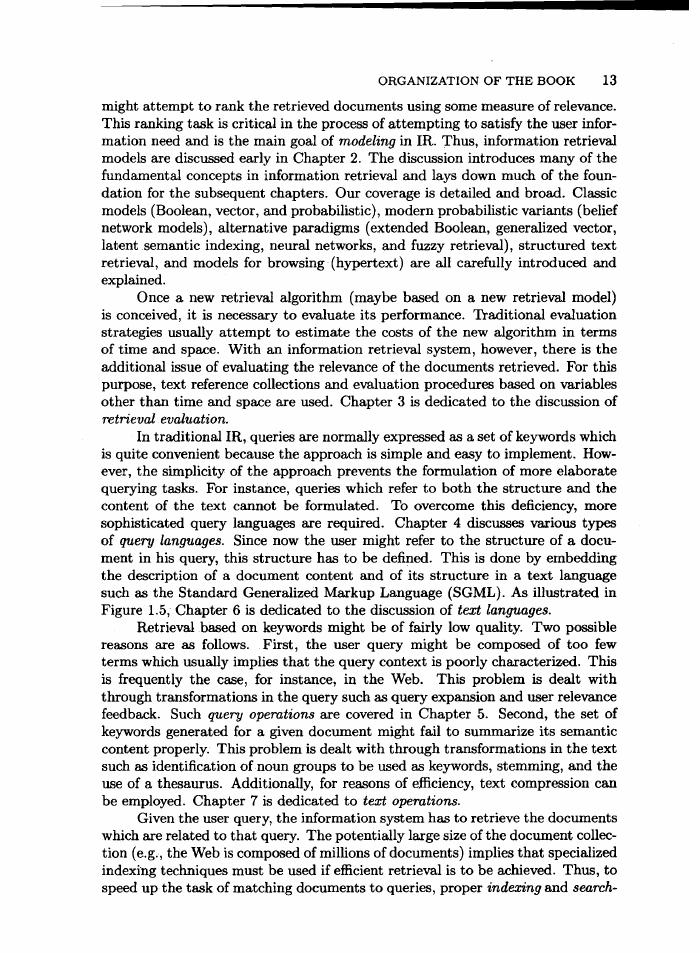 ORGANIZATION OF THE BOOK 13
might attempt to rank the retrieved documents using some measure of relevance.
This ranking task is critical in the process of attempting to satisfy the user infor-
mation need and is the main goal of modeling in IR. Thus, information retrieval
models are discussed early in Chapter 2. The discussion introduces many of the
fundamental concepts in information retrieval and lays down much of the foun-
dation for the subsequent chapters. Our coverage is detailed and broad. Classic
models (Boolean, vector, and probabilistic), modern probabilistic variants (belief
network models), alternative paradigms (extended Boolean, generalized vector,
latent semantic indexing, neural networks, and fuzzy retrieval), structured text
retrieval, and models for browsing (hypertext) are all carefully introduced and
explained.
Once a new retrieval algorithm (maybe based on a new retrieval model)
is conceived, it is necessary to evaluate its performance. Traditional evaluation
strategies usually attempt to estimate the costs of the new algorithm in terms
of time and space. With an information retrieval system, however, there is the
additional issue of evaluating the relevance of the documents retrieved. For this
purpose, text reference collections and evaluation procedures based on variables
other than time and space are used. Chapter 3 is dedicated to the discussion of
retrieval evaluation.
In traditional IR, queries are normally expressed as a set of keywords which
is quite convenient because the approach is simple and easy to implement. How-
ever, the simplicity of the approach prevents the formulation of more elaborate
querying tasks. For instance, queries which refer to both the structure and the
content of the text cannot be formulated. To overcome this deficiency, more
sophisticated query languages are required. Chapter 4 discusses various types
of query languages. Since now the user might refer to the structure of a docu-
ment in his query, this structure has to be defined. This is done by embedding
the description of a document content and of its structure in a text language
such as the Standard Generalized Markup Language (SGML). As illustrated in
Figure 1.5, Chapter 6 is dedicated to the discussion of text languages.
Retrieval based on keywords might be of fairly low quality. Two possible
reasons are as follows. First, the user query might be composed of too few
terms which usually implies that the query context is poorly characterized. This
is frequently the case, for instance, in the Web. This problem is dealt with
through transformations in the query such as query expansion and user relevance
feedback. Such query operations are covered in Chapter 5. Second, the set of
keywords generated for a given document might fail to summarize its semantic
content properly. This problem is dealt with through transformations in the text
such as identification of noun groups to be used as keywords, stemming, and the
use of a thesaurus. Additionally, for reasons of efficiency, text compression can
be employed. Chapter 7 is dedicated to text operations.
Given the user query, the information system has to retrieve the documents
which are related to that query. The potentially large size of the document collec-
tion (e.g., the Web is composed of millions of documents) implies that specialized
indexing techniques must be used if efficient retrieval is to be achieved. Thus, to
speed up the task of matching documents to queries, proper indexing and search-